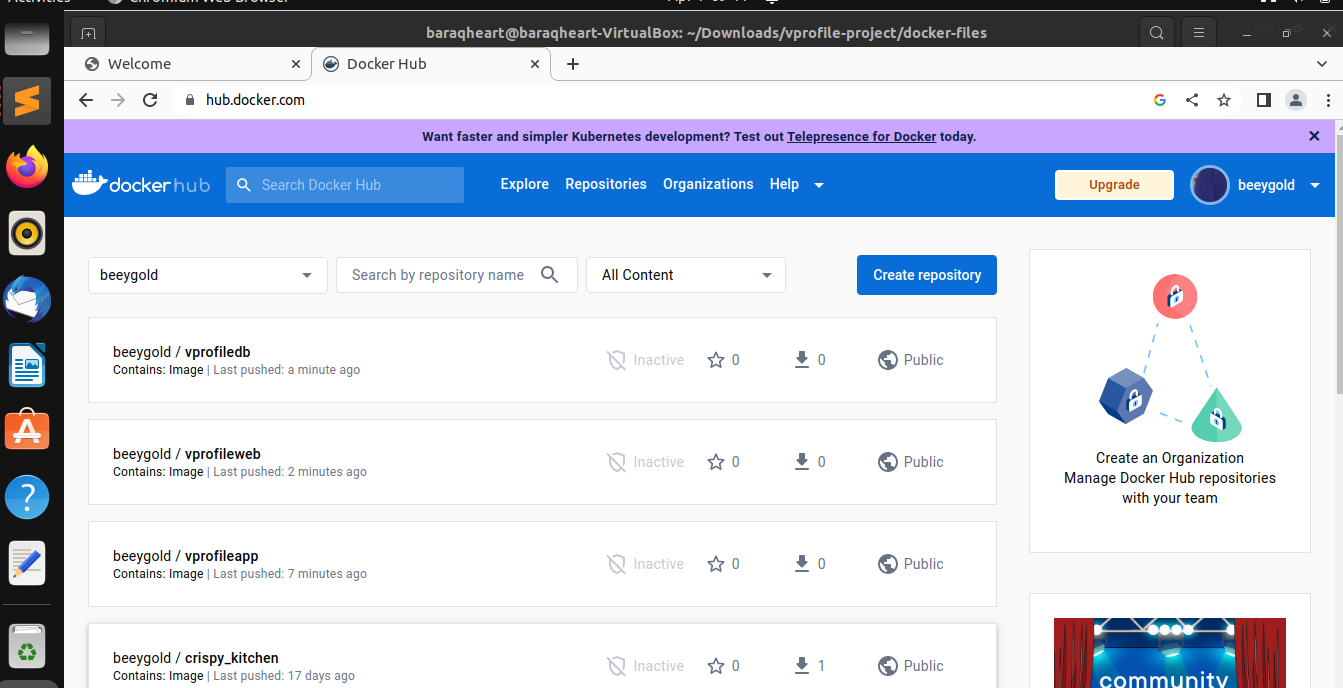 Chromium Web Browser
baraqheart@baraqheart-VirtualBox: ~/Downloads/vprofile-project/docker-files
Welcome
Docker Hub
hub.docker.com
Want faster and simpler Kubernetes development? Test out Telepresence for Docker today.
docker hub
Search Docker Hub
Explore
Repositories
Organizations
Help
Upgrade
beeygold
beeygold
Search by repository name
All Content
Create repository
beeygold / vprofiledb
Contains: Image | Last pushed: a minute ago
Inactive
0
0
Public
beeygold / vprofileweb
Contains: Image | Last pushed: 2 minutes ago
Inactive
0
0
Public
beeygold / vprofileapp
Contains: Image | Last pushed: 7 minutes ago
Inactive
0
0
Public
beeygold / crispy_kitchen
Contains: Image | Last pushed: 17 days ago
Inactive
0
1
Public
Create an Organization
Manage Docker Hub repositories
with your team
community